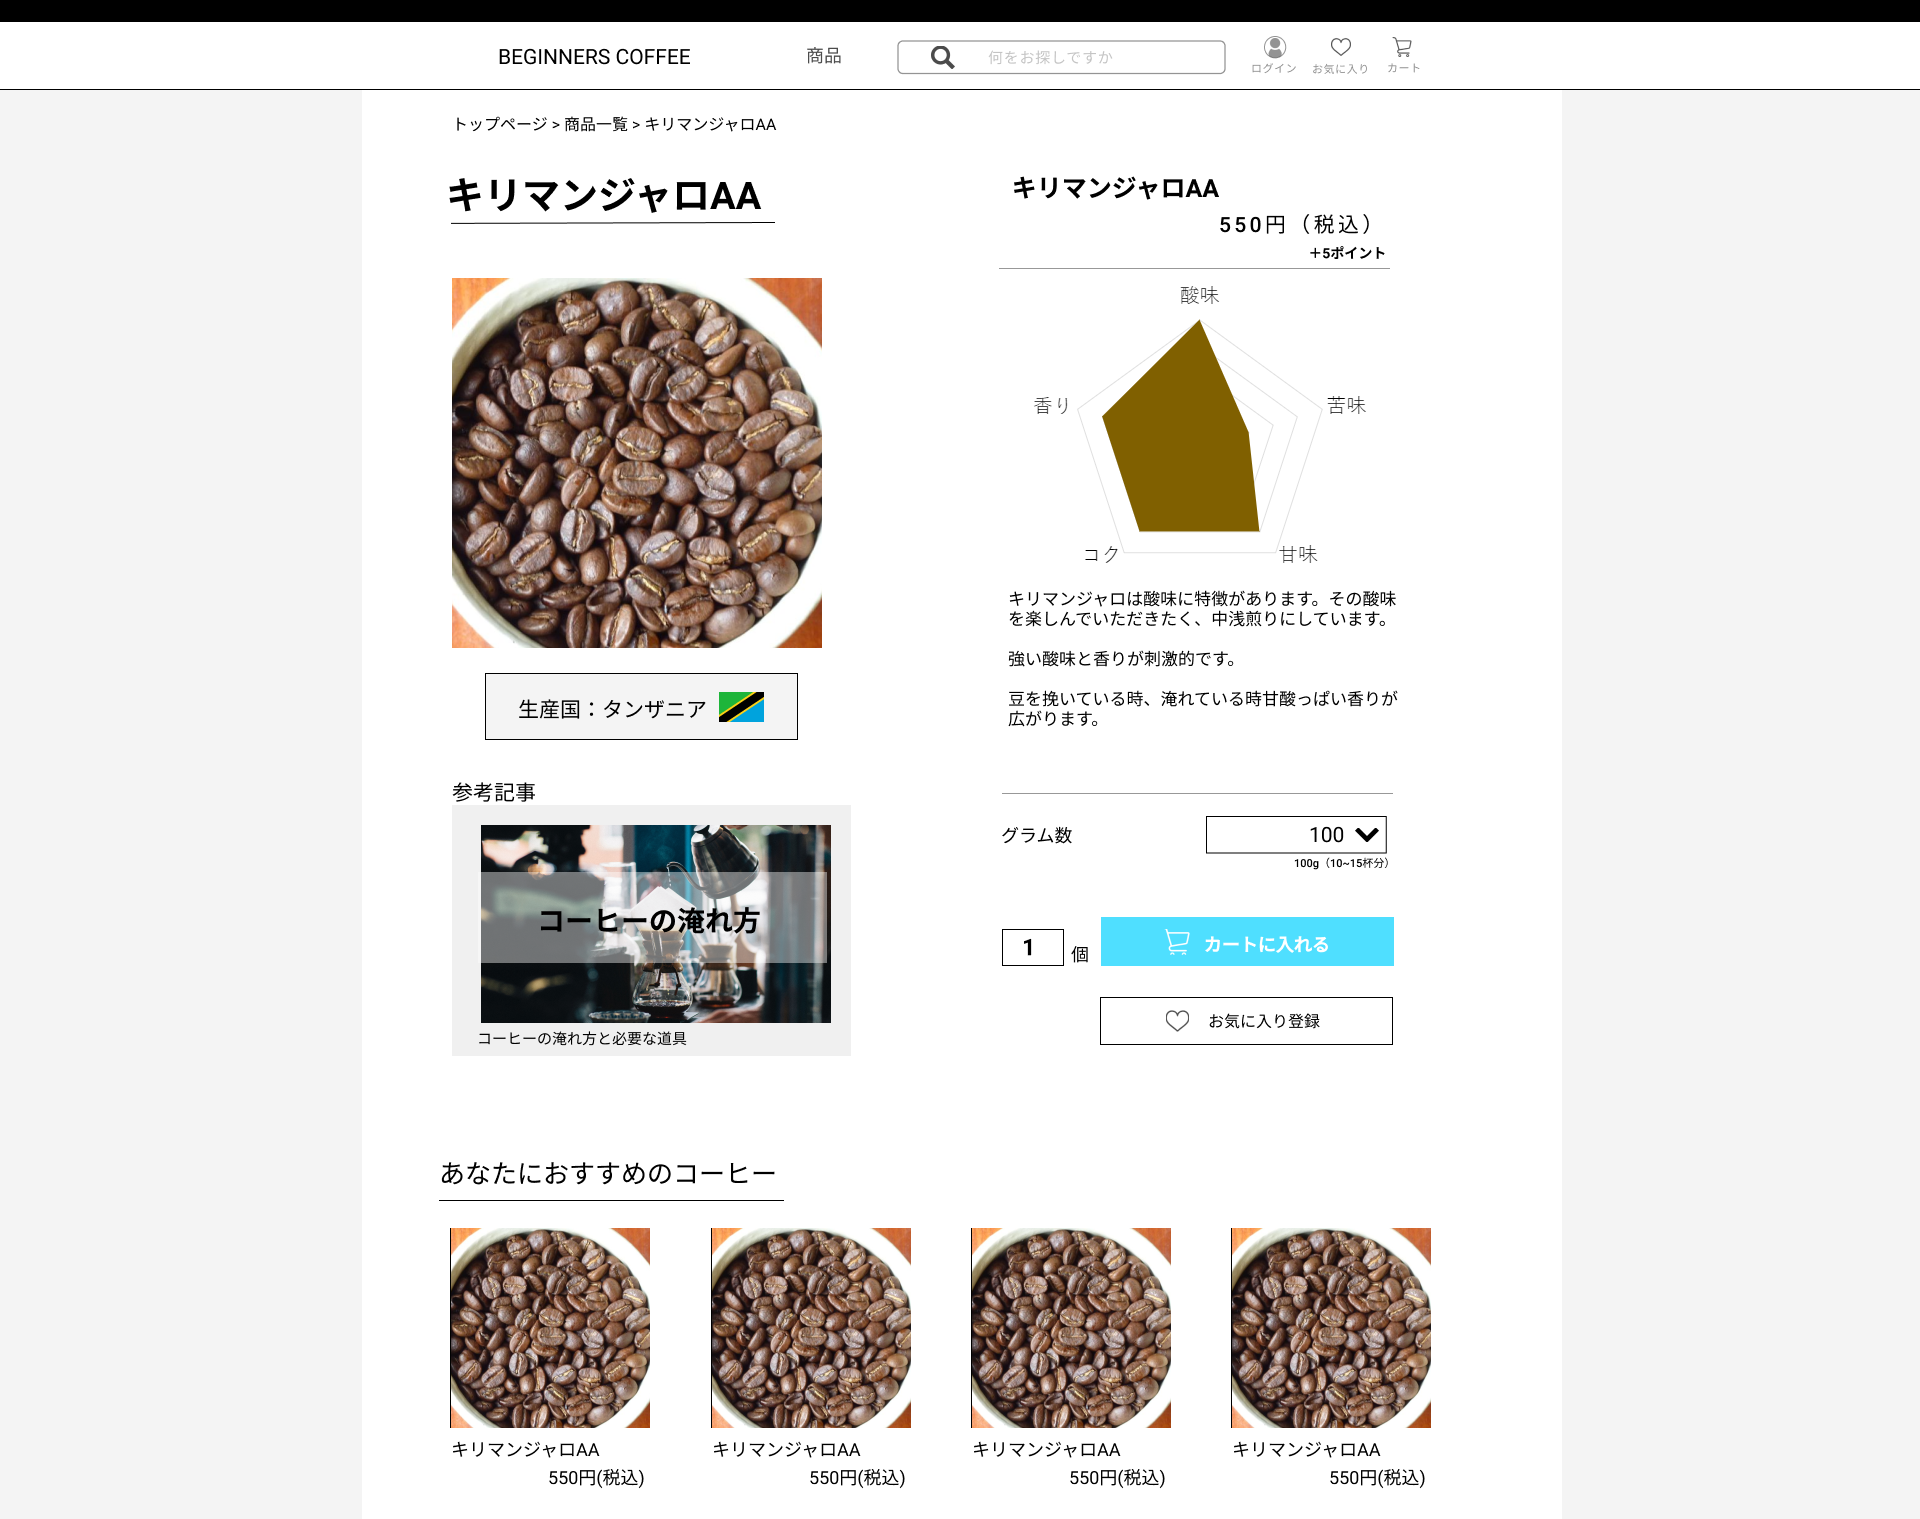 BEGINNERS COFFEE
商品
何をお探しですか
ログイン
お気に入り
カート
トップページ > 商品一覧 > キリマンジャロAA
キリマンジャロAA
キリマンジャロAA
550円（税込）
＋5ポイント
酸味
香り
苦味
コク
甘味
キリマンジャロは酸味に特徴があります。その酸味
を楽しんでいただきたく、中浅煎りにしています。
強い酸味と香りが刺激的です。
豆を挽いている時、淹れている時甘酸っぱい香りが
広がります。
生産国：タンザニア
参考記事
コーヒーの淹れ方
コーヒーの淹れ方と必要な道具
グラム数
100
100g（10~15杯分）
1
個
カートに入れる
お気に入り登録
あなたにおすすめのコーヒー
キリマンジャロAA
550円(税込)
キリマンジャロAA
550円(税込)
キリマンジャロAA
550円(税込)
キリマンジャロAA
550円(税込)